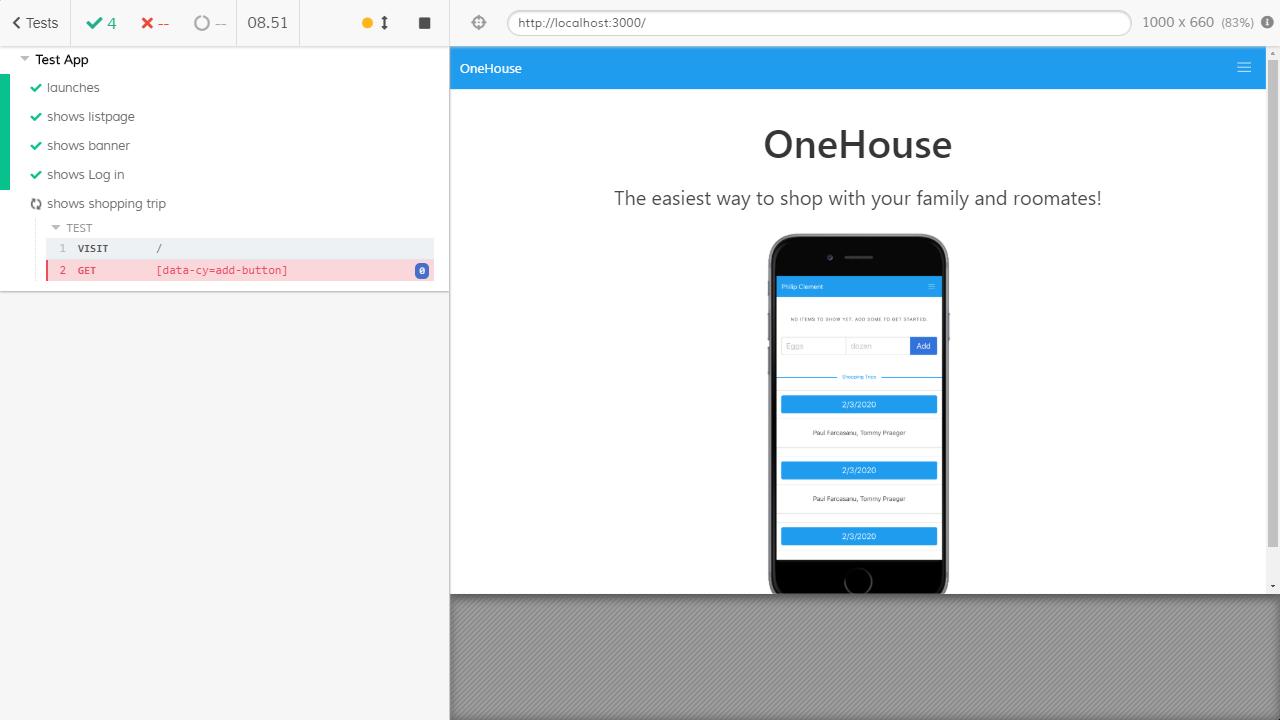 Tests
4
--
--
08.51
http://localhost:3000/
1000 x 660 (83%)
Test App
launches
shows listpage
shows banner
shows Log in
shows shopping trip
TEST
1 VISIT /
2 GET [data-cy=add-button] 0
OneHouse
OneHouse
The easiest way to shop with your family and roomates!
Philip Clement
NO ITEMS TO SHOW YET. ADD SOME TO GET STARTED.
Eggs dozen Add
Shopping Trips
2/3/2020
Paul Farcasanu, Tommy Praeger
2/3/2020
Paul Farcasanu, Tommy Praeger
2/3/2020